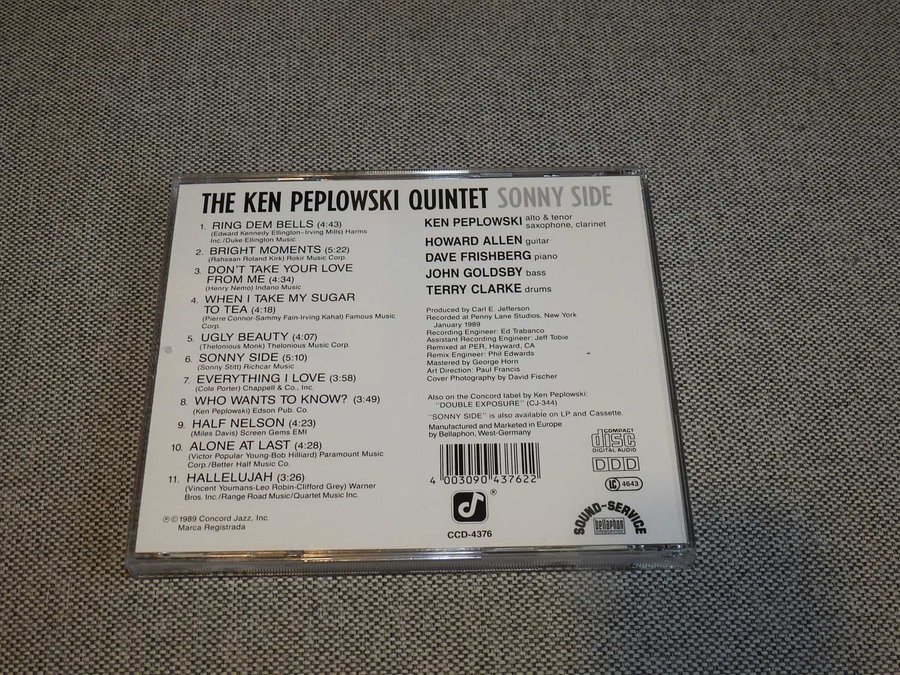 THE KEN PEPLOWSKI QUINTET SONNY SIDE
1. RING DEM BELLS (4:43)
(Edward Kennedy Ellington-Irving Mills) Harms
Inc./Duke Ellington Music
2. BRIGHT MOMENTS (5:22)
(Rahsaan Roland Kirk) Rokir Music Corp.
3. DON'T TAKE YOUR LOVE
FROM ME (4:34)
(Henry Nemo) Indano Music
4. WHEN I TAKE MY SUGAR
TO TEA (4:18)
(Pierre Connor-Sammy Fain-Irving Kahal) Famous Music
Corp.
5. UGLY BEAUTY (4:07)
(Thelonious Monk) Thelonious Music Corp.
6. SONNY SIDE (5:10)
(Sonny Stitt) Richcar Music
7. EVERYTHING I LOVE (3:58)
(Cole Porter) Chappell & Co., Inc.
8. WHO WANTS TO KNOW? (3:49)
(Ken Peplowski) Edson Pub. Co.
9. HALF NELSON (4:23)
(Miles Davis) Screen Gems EMI
10. ALONE AT LAST (4:28)
(Victor Popular Young-Bob Hilliard) Paramount Music
Corp./Better Half Music Co.
11. HALLELUJAH (3:26)
(Vincent Youmans-Leo Robin-Clifford Grey) Warner
Bros. Inc./Range Road Music/Quartet Music Inc.
℗©1989 Concord Jazz, Inc.
Marca Registrada
KEN PEPLOWSKI alto & tenor
saxophone, clarinet
HOWARD ALLEN guitar
DAVE FRISHBERG piano
JOHN GOLDSBY bass
TERRY CLARKE drums
Produced by Carl E. Jefferson
Recorded at Penny Lane Studios, New York
January 1989
Recording Engineer: Ed Trabanco
Assistant Recording Engineer: Jeff Tobie
Remixed at PER, Hayward, CA
Remix Engineer: Phil Edwards
Mastered by George Horn
Art Direction: Paul Francis
Cover Photography by David Fischer
Also on the Concord label by Ken Peplowski:
"DOUBLE EXPOSURE" (CJ-344)
"SONNY SIDE" is also available on LP and Cassette.
Manufactured and Marketed in Europe
by Bellaphon, West-Germany
4 003090 437622
®
CCD-4376
COMPACT
disc
DIGITAL AUDIO
DDD
LC 4643
SOUND-SERVICE
bellaphon